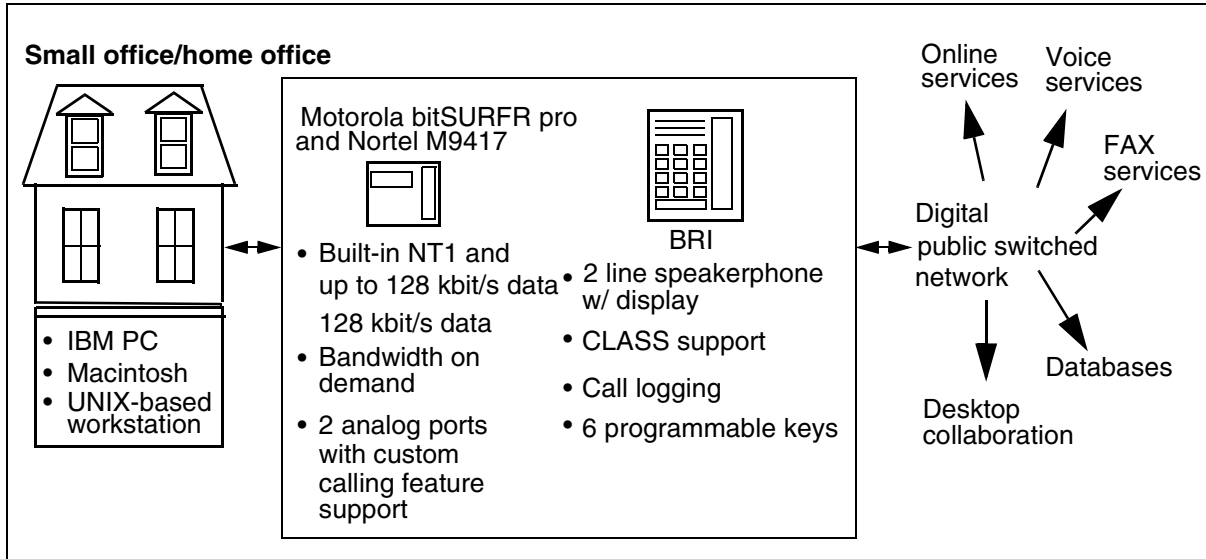 Small office/home office
IBM PC
Macintosh
UNIX-based
workstation
Motorola bitSURFR pro
and Nortel M9417
• Built-in NT1 and
up to 128 kbit/s data
128 kbit/s data
• Bandwidth on
demand
• 2 analog ports
with custom
calling feature
support
BRI
• 2 line speakerphone
w/ display
• CLASS support
• Call logging
• 6 programmable keys
Online
services
Voice
services
FAX
services
Digital
public switched
network
Databases
Desktop
collaboration